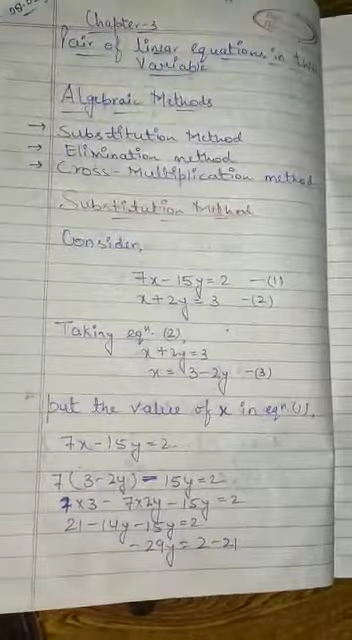 Chapter-3
Pair of linear equations in two
Variable
Algebraic Methods
→ Substitution Method
→ Elimination method
→ Cross-Multiplication method
Substitution Method
Consider,
7x-15y=2 -(1)
x+2y=3 -(2)
Taking eqⁿ. (2),
x+2y=3
x=3-2y -(3)
put the value of x in eqⁿ.(1),
7x-15y=2
7(3-2y)-15y=2
7×3-7×2y-15y=2
21-14y-15y=2
-29y=2-21